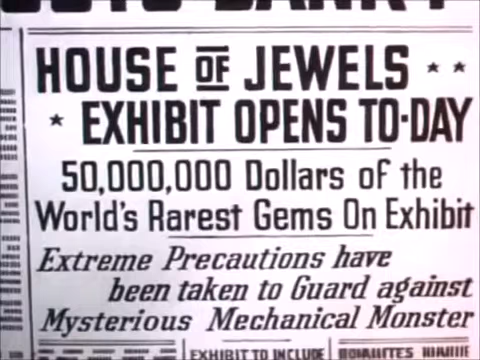 HOUSE OF JEWELS
EXHIBIT OPENS TO-DAY
50,000,000 Dollars of the
World's Rarest Gems On Exhibit
Extreme Precautions have
been taken to Guard against
Mysterious Mechanical Monster
EXHIBIT TO INCLUDE